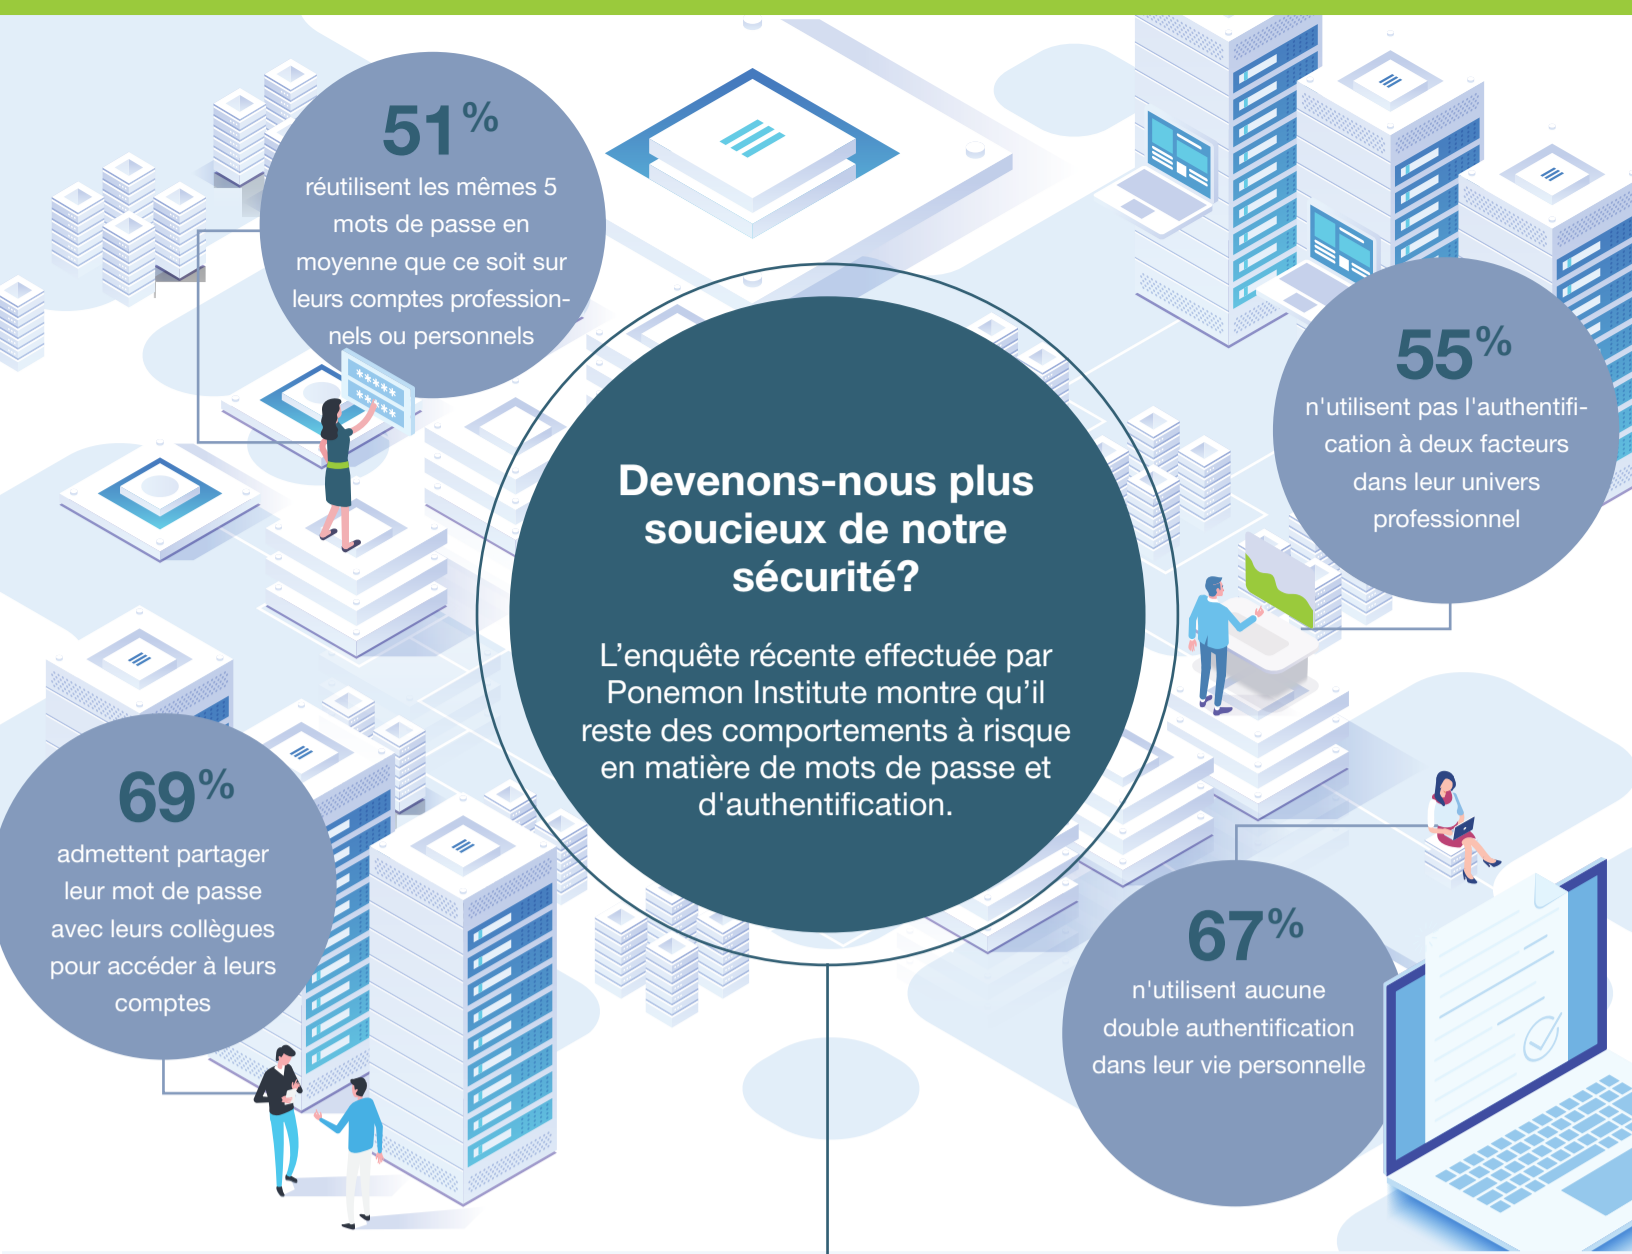 51%
réutilisent les mêmes 5
mots de passe en
moyenne que ce soit sur
leurs comptes profession-
nels ou personnels
*****
*****
55%
n'utilisent pas l'authentifi-
cation à deux facteurs
dans leur univers
professionnel
Devenons-nous plus
soucieux de notre
sécurité?
L’enquête récente effectuée par
Ponemon Institute montre qu’il
reste des comportements à risque
en matière de mots de passe et
d'authentification.
69%
admettent partager
leur mot de passe
avec leurs collègues
pour accéder à leurs
comptes
67%
n'utilisent aucune
double authentification
dans leur vie personnelle